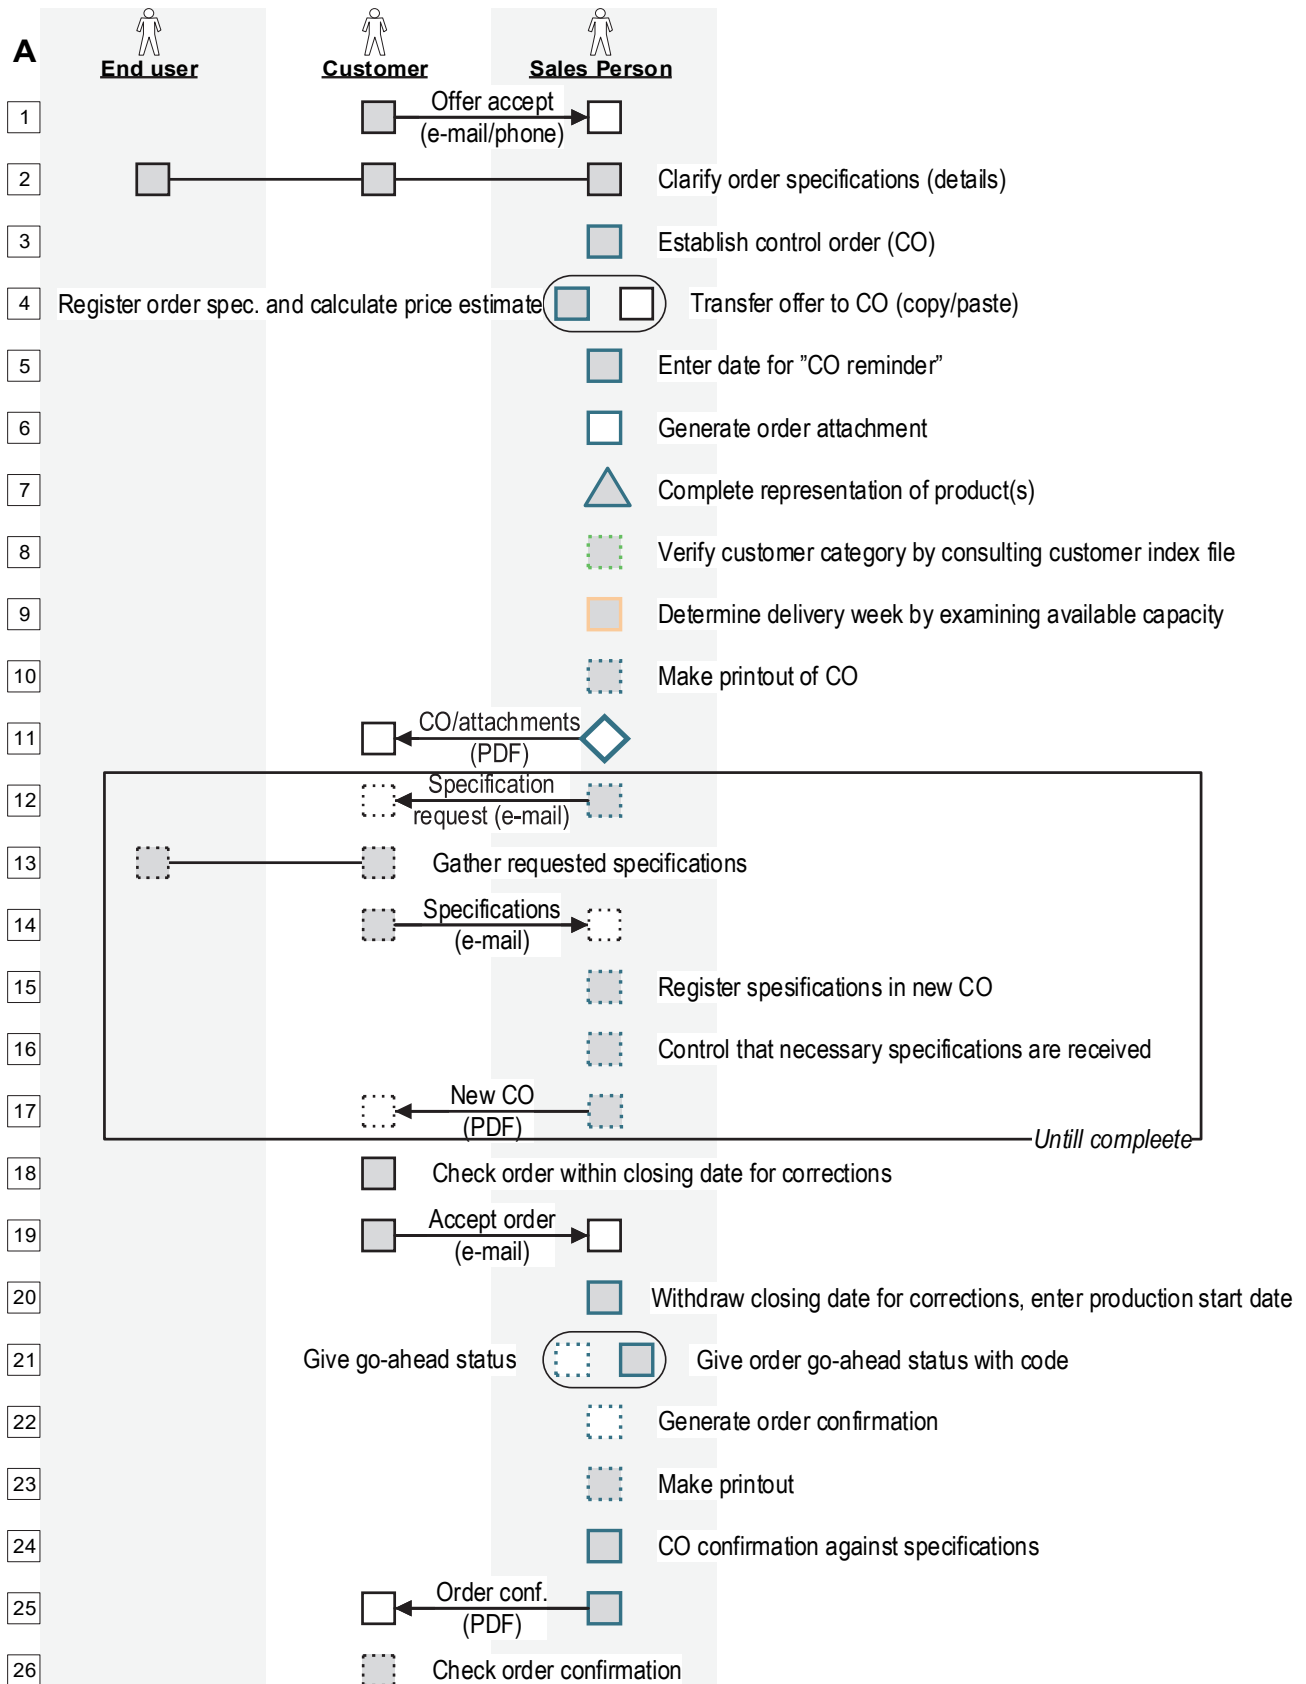 A
End user
Customer
Sales Person
1
Offer accept
(e-mail/phone)
2
Clarify order specifications (details)
3
Establish control order (CO)
4
Register order spec. and calculate price estimate
Transfer offer to CO (copy/paste)
5
Enter date for ”CO reminder”
6
Generate order attachment
7
Complete representation of product(s)
8
Verify customer category by consulting customer index file
9
Determine delivery week by examining available capacity
10
Make printout of CO
11
CO/attachments
(PDF)
12
Specification
request (e-mail)
13
Gather requested specifications
14
Specifications
(e-mail)
15
Register spesifications in new CO
16
Control that necessary specifications are received
17
New CO
(PDF)
Untill compleete
18
Check order within closing date for corrections
19
Accept order
(e-mail)
20
Withdraw closing date for corrections, enter production start date
21
Give go-ahead status
Give order go-ahead status with code
22
Generate order confirmation
23
Make printout
24
CO confirmation against specifications
25
Order conf.
(PDF)
26
Check order confirmation